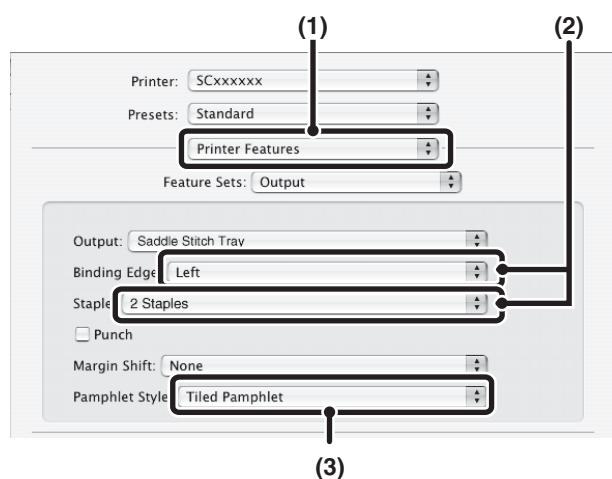 (1) (2)
Printer: SCxxxxxx
Presets: Standard
Printer Features
Feature Sets: Output
Output: Saddle Stitch Tray
Binding Edge Left
Staple 2 Staples
Punch
Margin Shift: None
Pamphlet Style Tiled Pamphlet
(3)